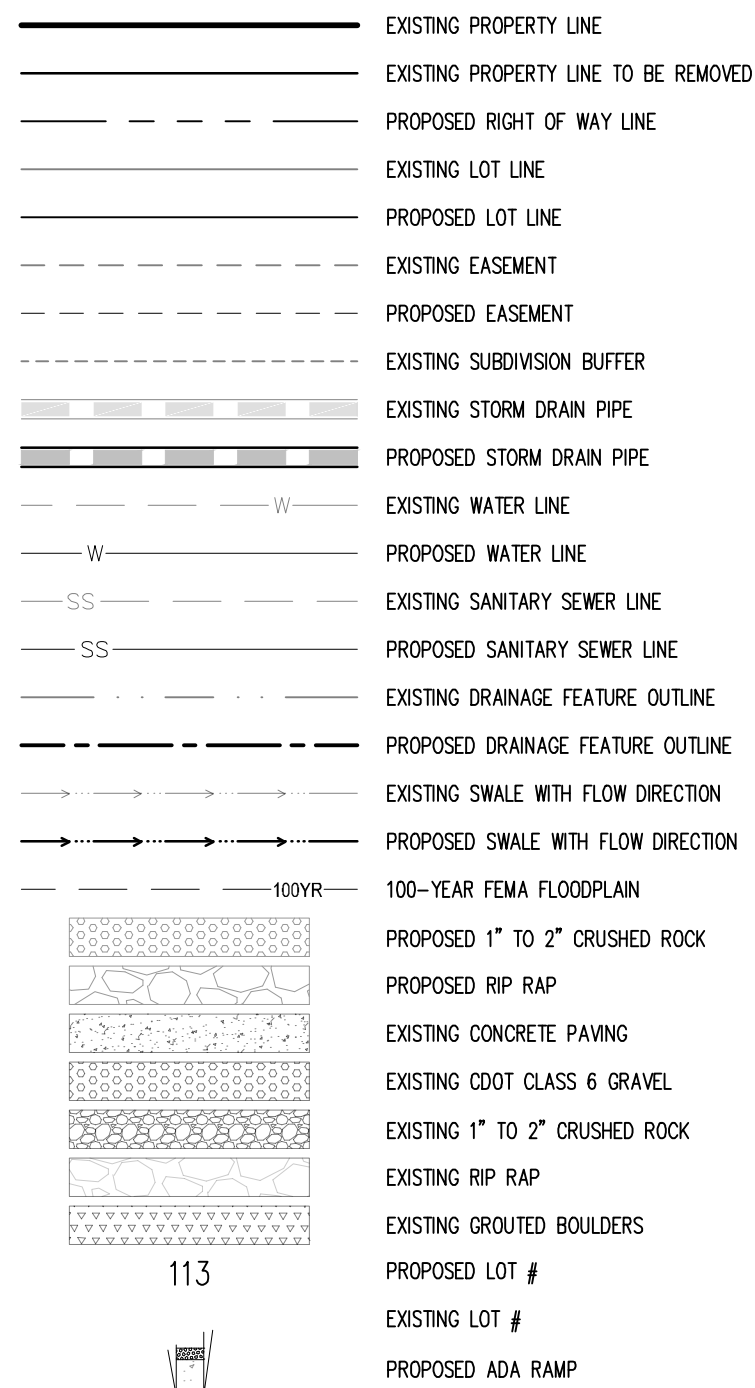 EXISTING PROPERTY LINE
EXISTING PROPERTY LINE TO BE REMOVED
PROPOSED RIGHT OF WAY LINE
EXISTING LOT LINE
PROPOSED LOT LINE
EXISTING EASEMENT
PROPOSED EASEMENT
EXISTING SUBDIVISION BUFFER
EXISTING STORM DRAIN PIPE
PROPOSED STORM DRAIN PIPE
W EXISTING WATER LINE
W PROPOSED WATER LINE
SS EXISTING SANITARY SEWER LINE
SS PROPOSED SANITARY SEWER LINE
EXISTING DRAINAGE FEATURE OUTLINE
PROPOSED DRAINAGE FEATURE OUTLINE
EXISTING SWALE WITH FLOW DIRECTION
PROPOSED SWALE WITH FLOW DIRECTION
100YR 100-YEAR FEMA FLOODPLAIN
PROPOSED 1" TO 2" CRUSHED ROCK
PROPOSED RIP RAP
EXISTING CONCRETE PAVING
EXISTING CDOT CLASS 6 GRAVEL
EXISTING 1" TO 2" CRUSHED ROCK
EXISTING RIP RAP
EXISTING GROUTED BOULDERS
113 PROPOSED LOT #
EXISTING LOT #
PROPOSED ADA RAMP